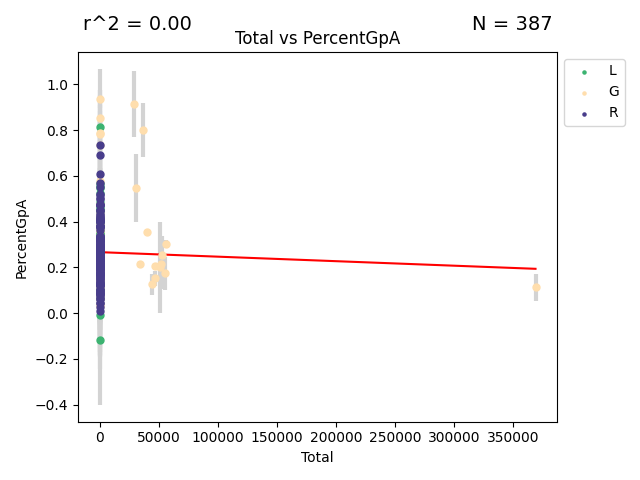 r^2 = 0.00
N = 387
Total vs PercentGpA
L
G
R
PercentGpA
1.0
0.8
0.6
0.4
0.2
0.0
−0.2
−0.4
0 50000 100000 150000 200000 250000 300000 350000
Total